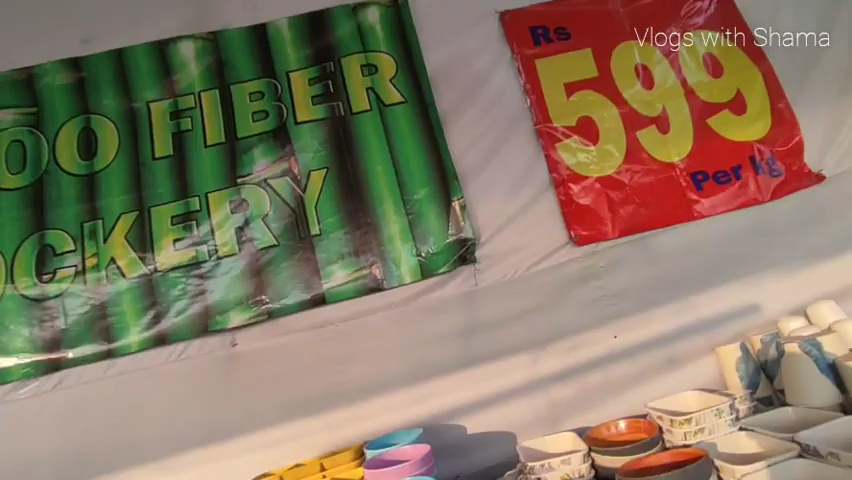 OO FIBER
OCKERY
Rs
599
Per kg
Vlogs with Shama